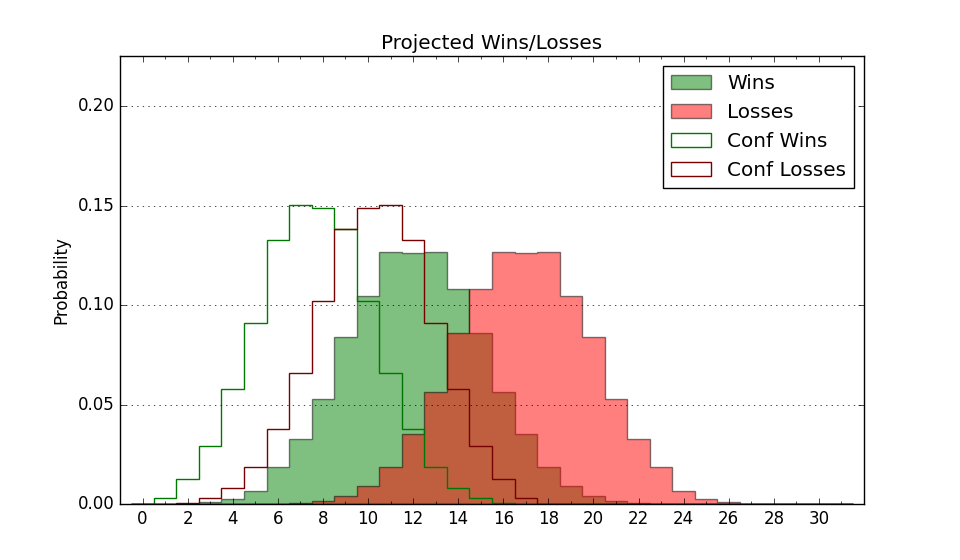 Projected Wins/Losses
Wins
Losses
Conf Wins
Conf Losses
Probability
0.20
0.15
0.10
0.05
0.00
0 2 4 6 8 10 12 14 16 18 20 22 24 26 28 30